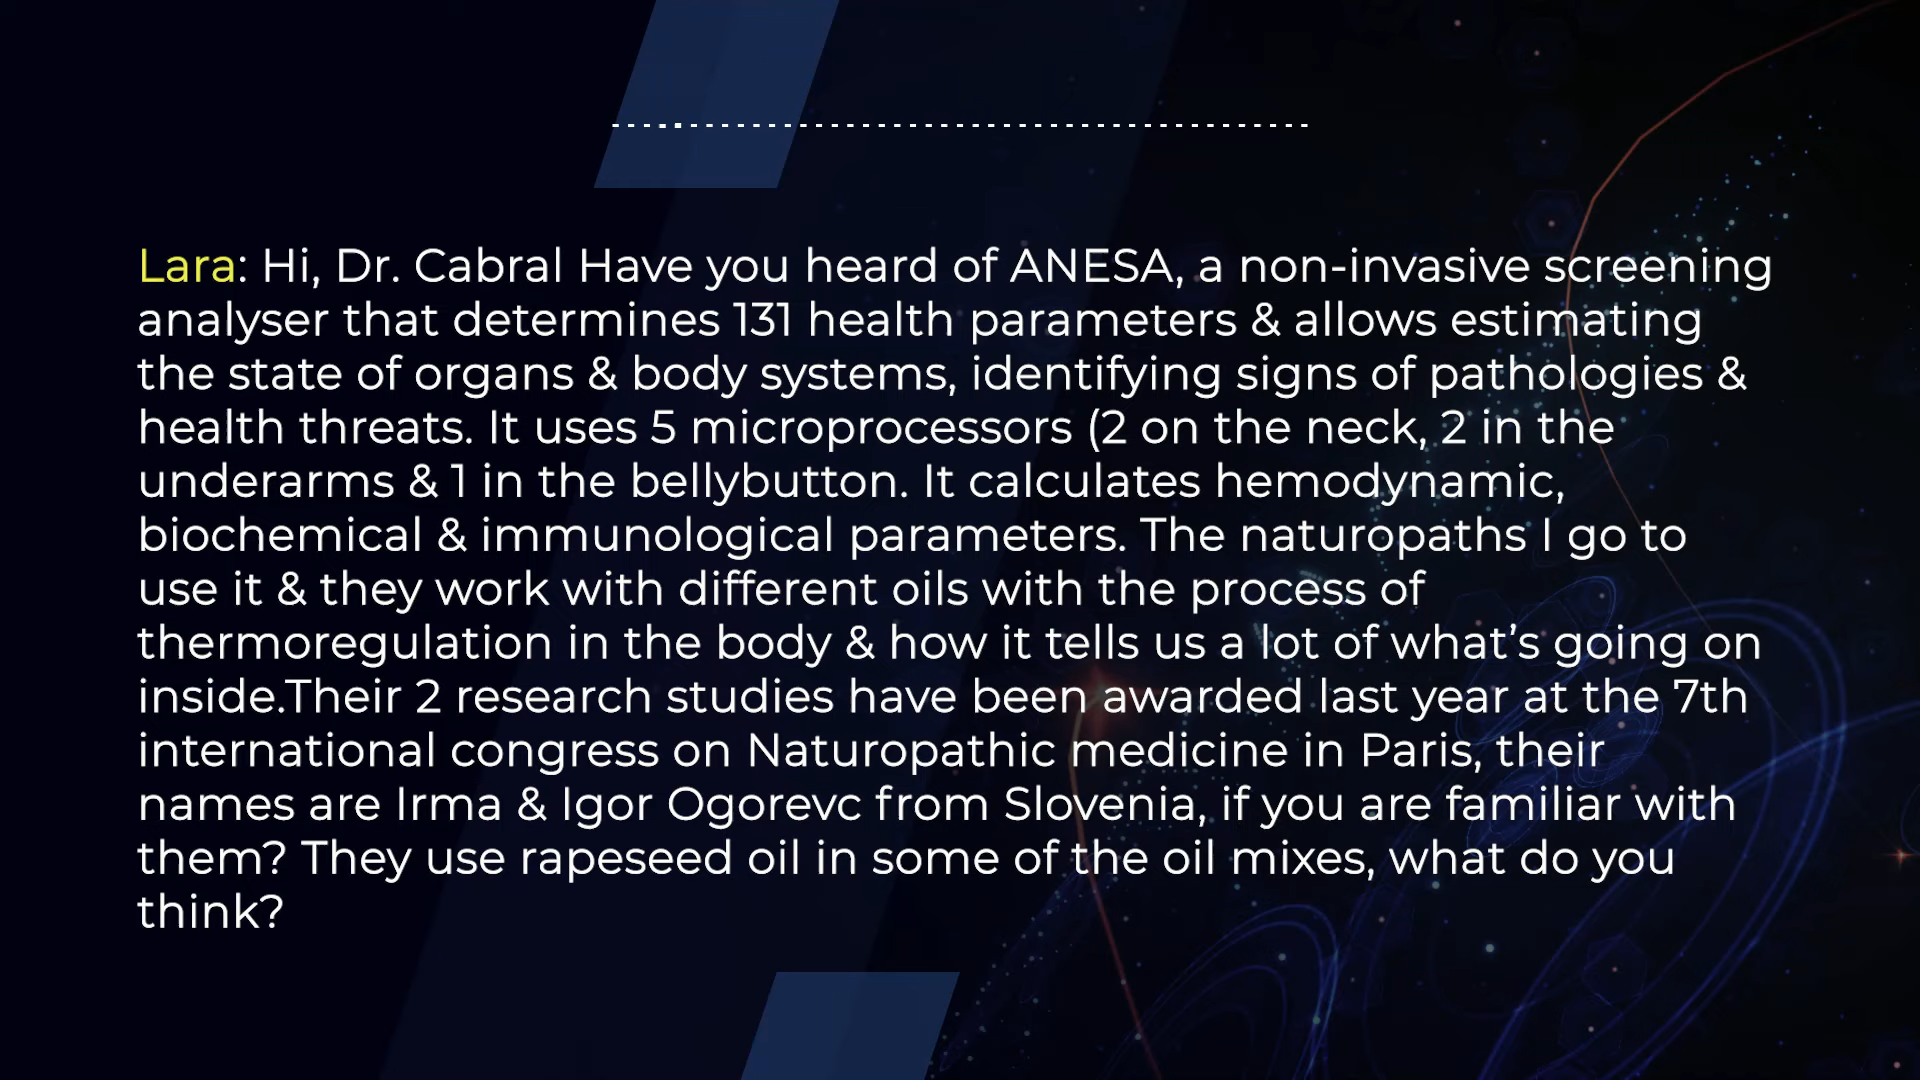 Lara: Hi, Dr. Cabral Have you heard of ANESA, a non-invasive screening
analyser that determines 131 health parameters & allows estimating
the state of organs & body systems, identifying signs of pathologies &
health threats. It uses 5 microprocessors (2 on the neck, 2 in the
underarms & 1 in the bellybutton. It calculates hemodynamic,
biochemical & immunological parameters. The naturopaths I go to
use it & they work with different oils with the process of
thermoregulation in the body & how it tells us a lot of what’s going on
inside.Their 2 research studies have been awarded last year at the 7th
international congress on Naturopathic medicine in Paris, their
names are Irma & Igor Ogorevc from Slovenia, if you are familiar with
them? They use rapeseed oil in some of the oil mixes, what do you
think?